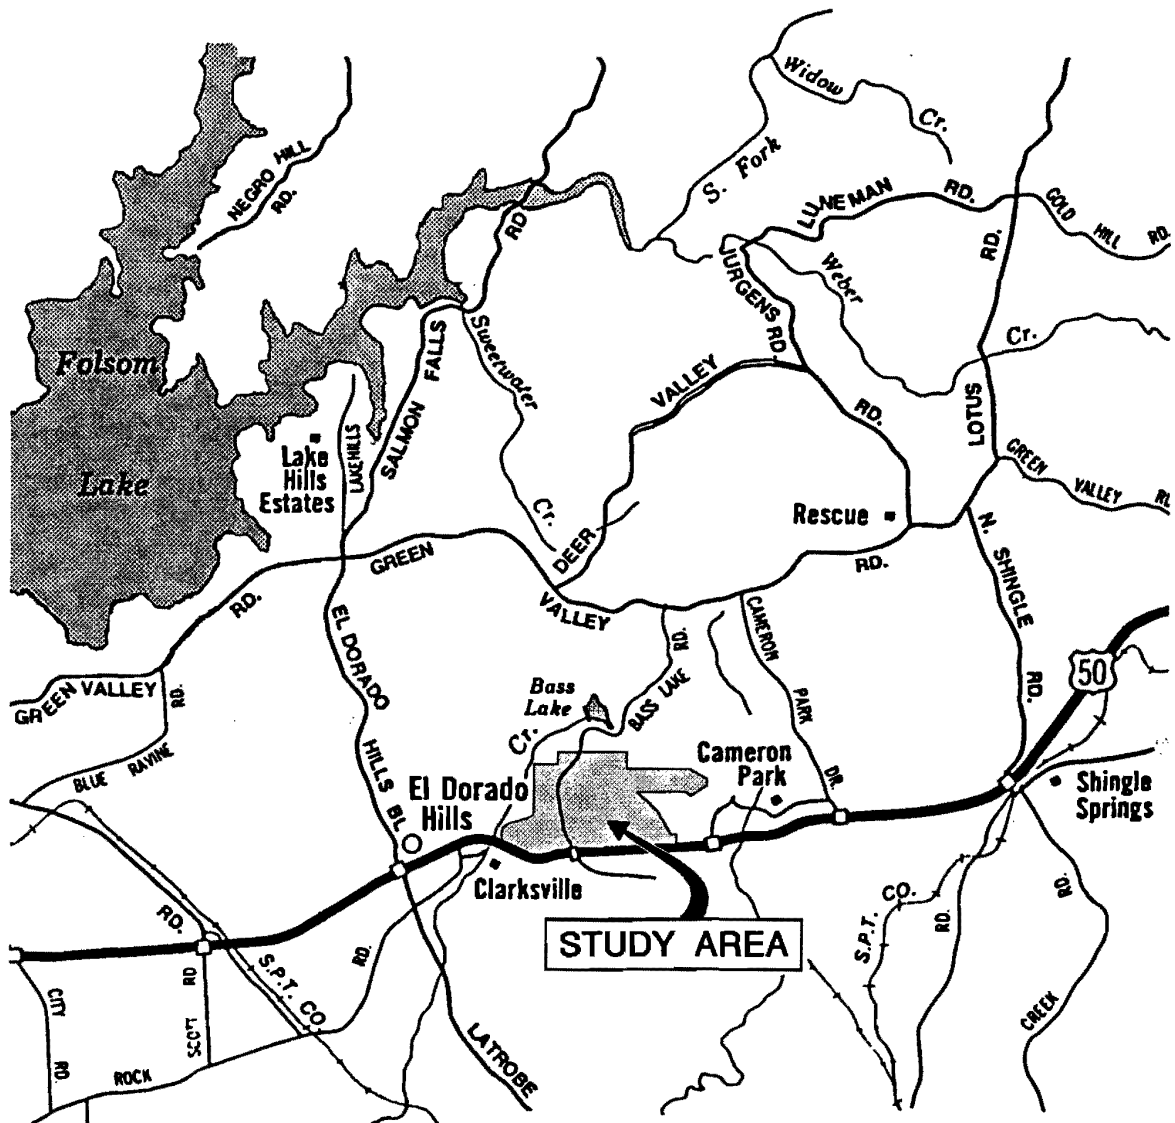 Widow
Cr.
S. Fork
NEGRO HILL
RD.
LUNEMAN
RD.
GOLD
HILL
RD.
RD
RD.
JURGENS RD.
Weber
Cr.
Folsom
Lake
SALMON FALLS
Sweetwater
Cr.
VALLEY
RD.
LOTUS
Lake
Hills
Estates
LAKEHILLS
GREEN
VALLEY
Rescue
DEER
GREEN
VALLEY
RD.
RD.
N. SHINGLE
RD.
EL DORADO
HILLS BL.
CAMERON
PARK
DR.
RD.
BASS LAKE
50
GREEN VALLEY
RD.
BLUE RAVINE
RD.
Bass
Lake
Cr.
Cameron
Park
El Dorado
Hills
Shingle
Springs
Clarksville
STUDY AREA
S.P.T. CO.
RD.
RD.
CREEK
S.P.T. CO.
RD.
RD
SCOTT
CITY
RD.
ROCK
LATROBE